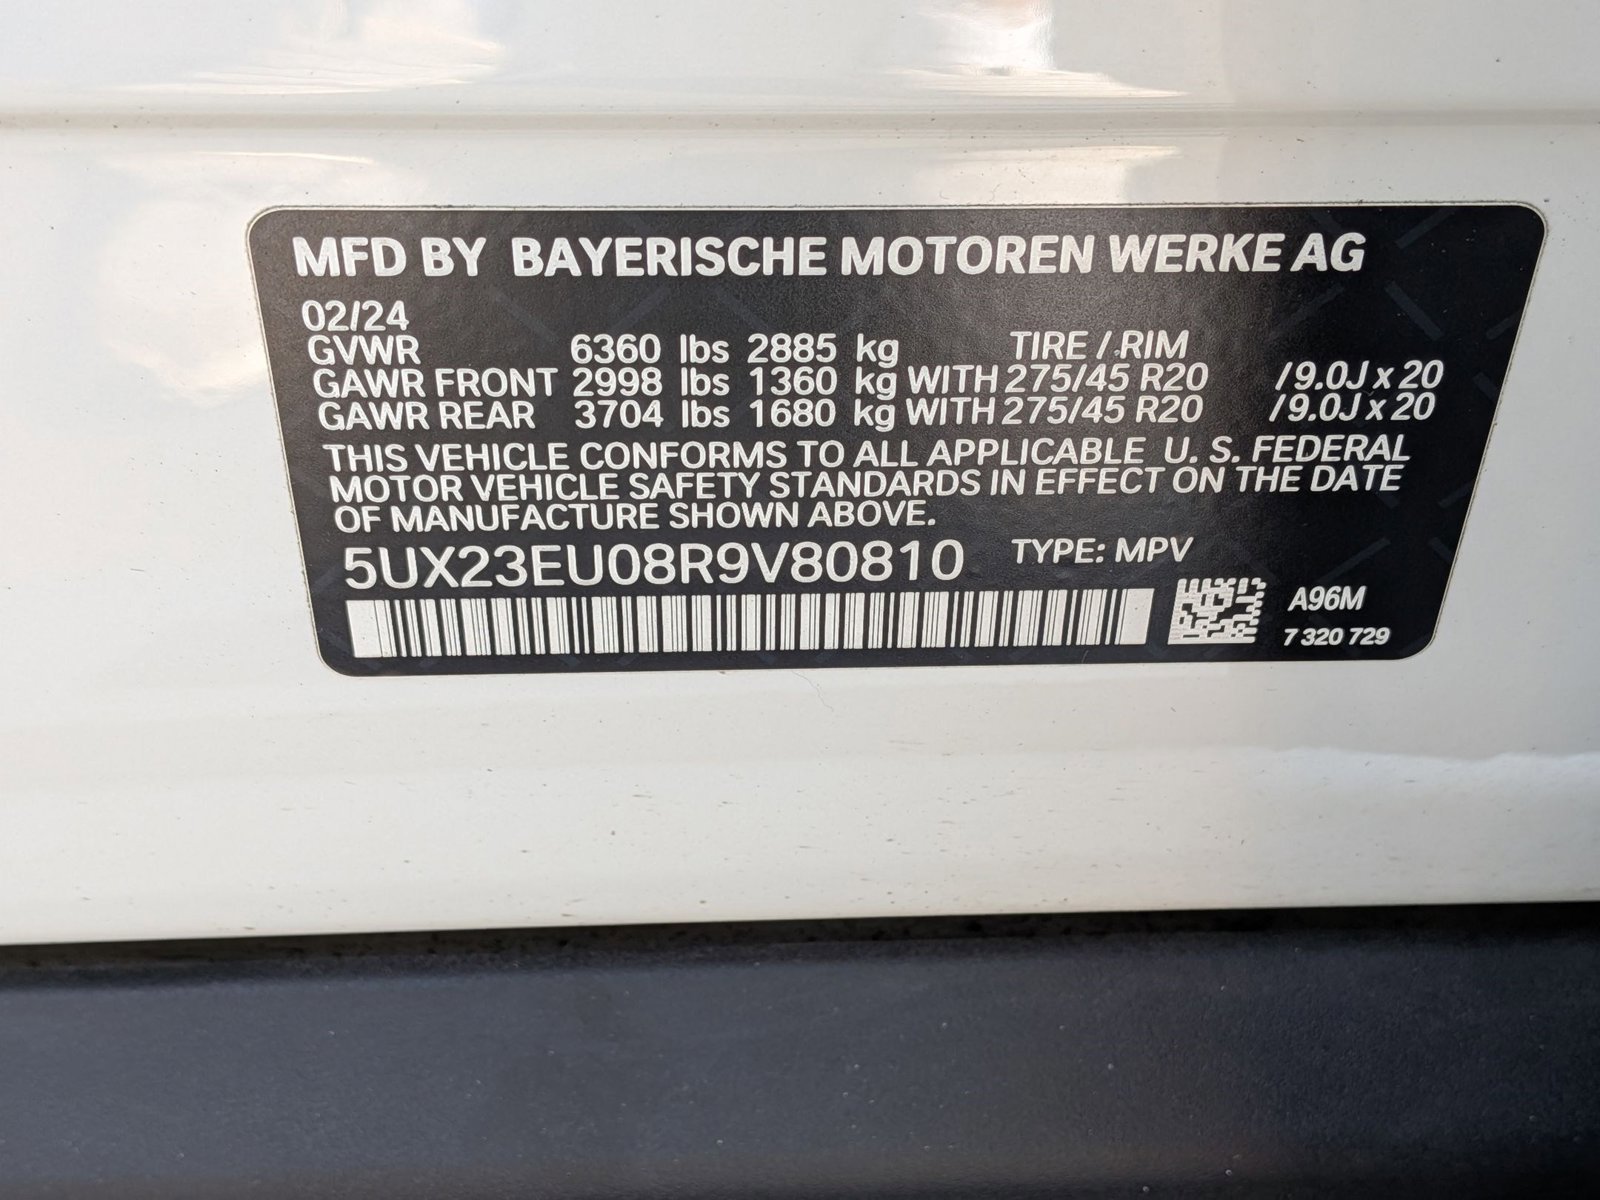 MFD BY BAYERISCHE MOTOREN WERKE AG
02/24
GVWR 6360 lbs 2885 kg TIRE / RIM
GAWR FRONT 2998 lbs 1360 kg WITH 275/45 R20 / 9.0J x 20
GAWR REAR 3704 lbs 1680 kg WITH 275/45 R20 / 9.0J x 20
THIS VEHICLE CONFORMS TO ALL APPLICABLE U. S. FEDERAL
MOTOR VEHICLE SAFETY STANDARDS IN EFFECT ON THE DATE
OF MANUFACTURE SHOWN ABOVE.
5UX23EU08R9V80810 TYPE: MPV
A96M
7 320 729